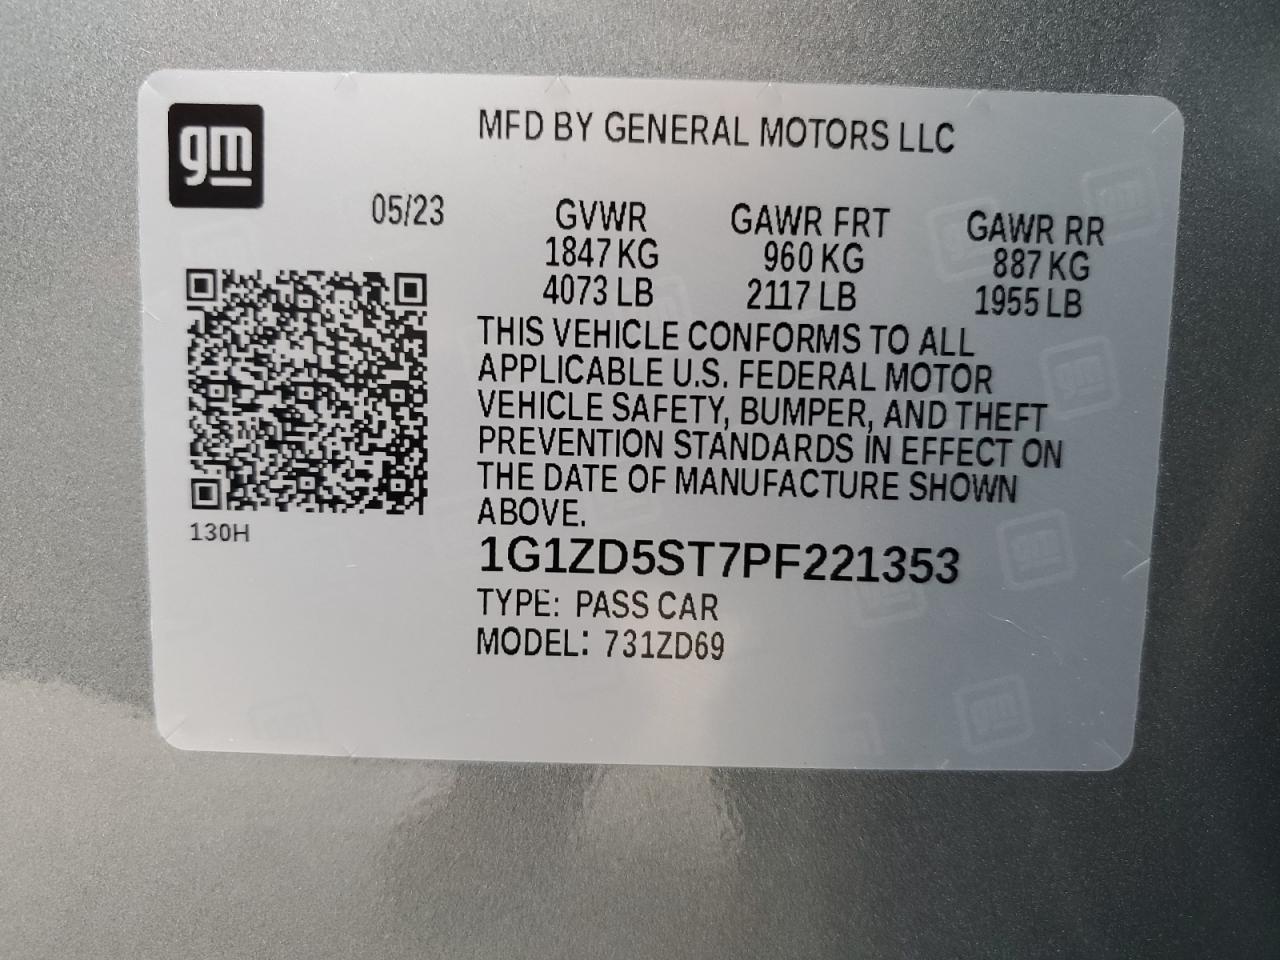 gm
MFD BY GENERAL MOTORS LLC
05/23 GVWR GAWR FRT GAWR RR
1847 KG 960 KG 887 KG
4073 LB 2117 LB 1955 LB
THIS VEHICLE CONFORMS TO ALL
APPLICABLE U.S. FEDERAL MOTOR
VEHICLE SAFETY, BUMPER, AND THEFT
PREVENTION STANDARDS IN EFFECT ON
THE DATE OF MANUFACTURE SHOWN
ABOVE.
130H
1G1ZD5ST7PF221353
TYPE: PASS CAR
MODEL: 731ZD69